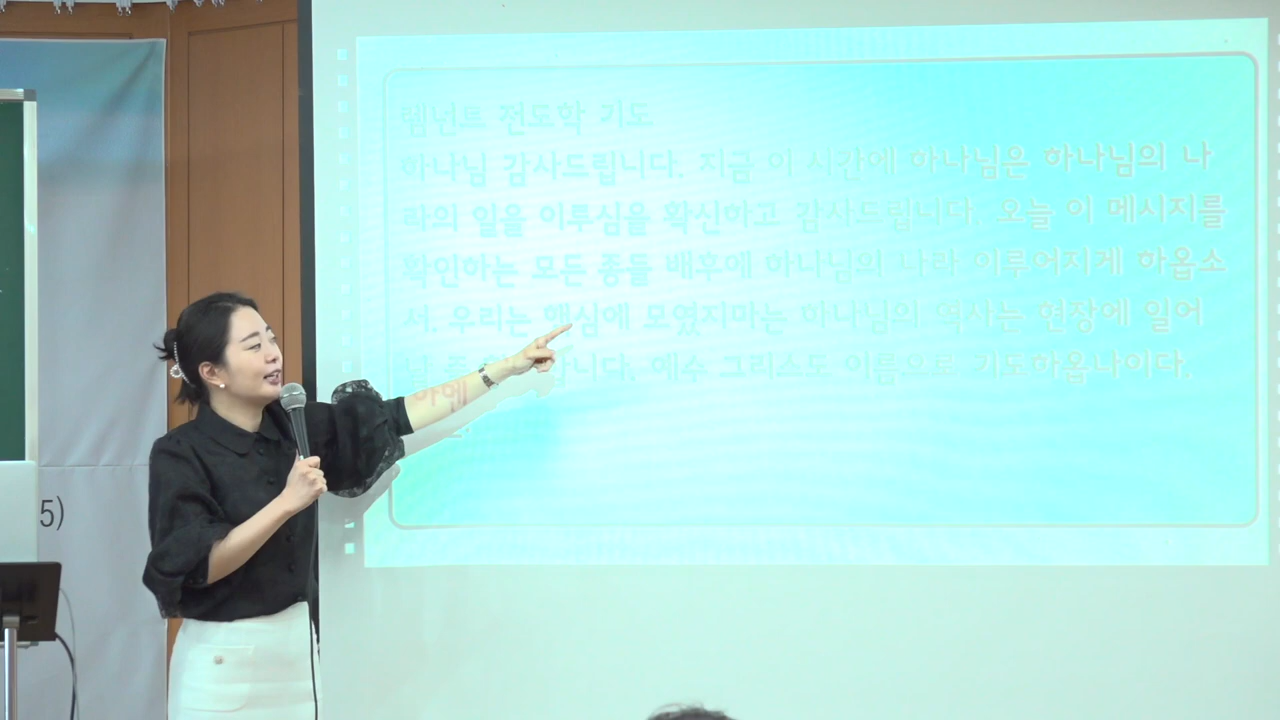 렘넌트 전도학 기도
하나님 감사드립니다. 지금 이 시간에 하나님은 하나님의 나
라의 일을 이루심을 확신하고 감사드립니다. 오늘 이 메시지를
확인하는 모든 종들 배후에 하나님의 나라 이루어지게 하옵소
서. 우리는 핵심에 모였지마는 하나님의 역사는 현장에 일어
날 줄 니다. 예수 그리스도 이름으로 기도하옵나이다.
아멘
5)